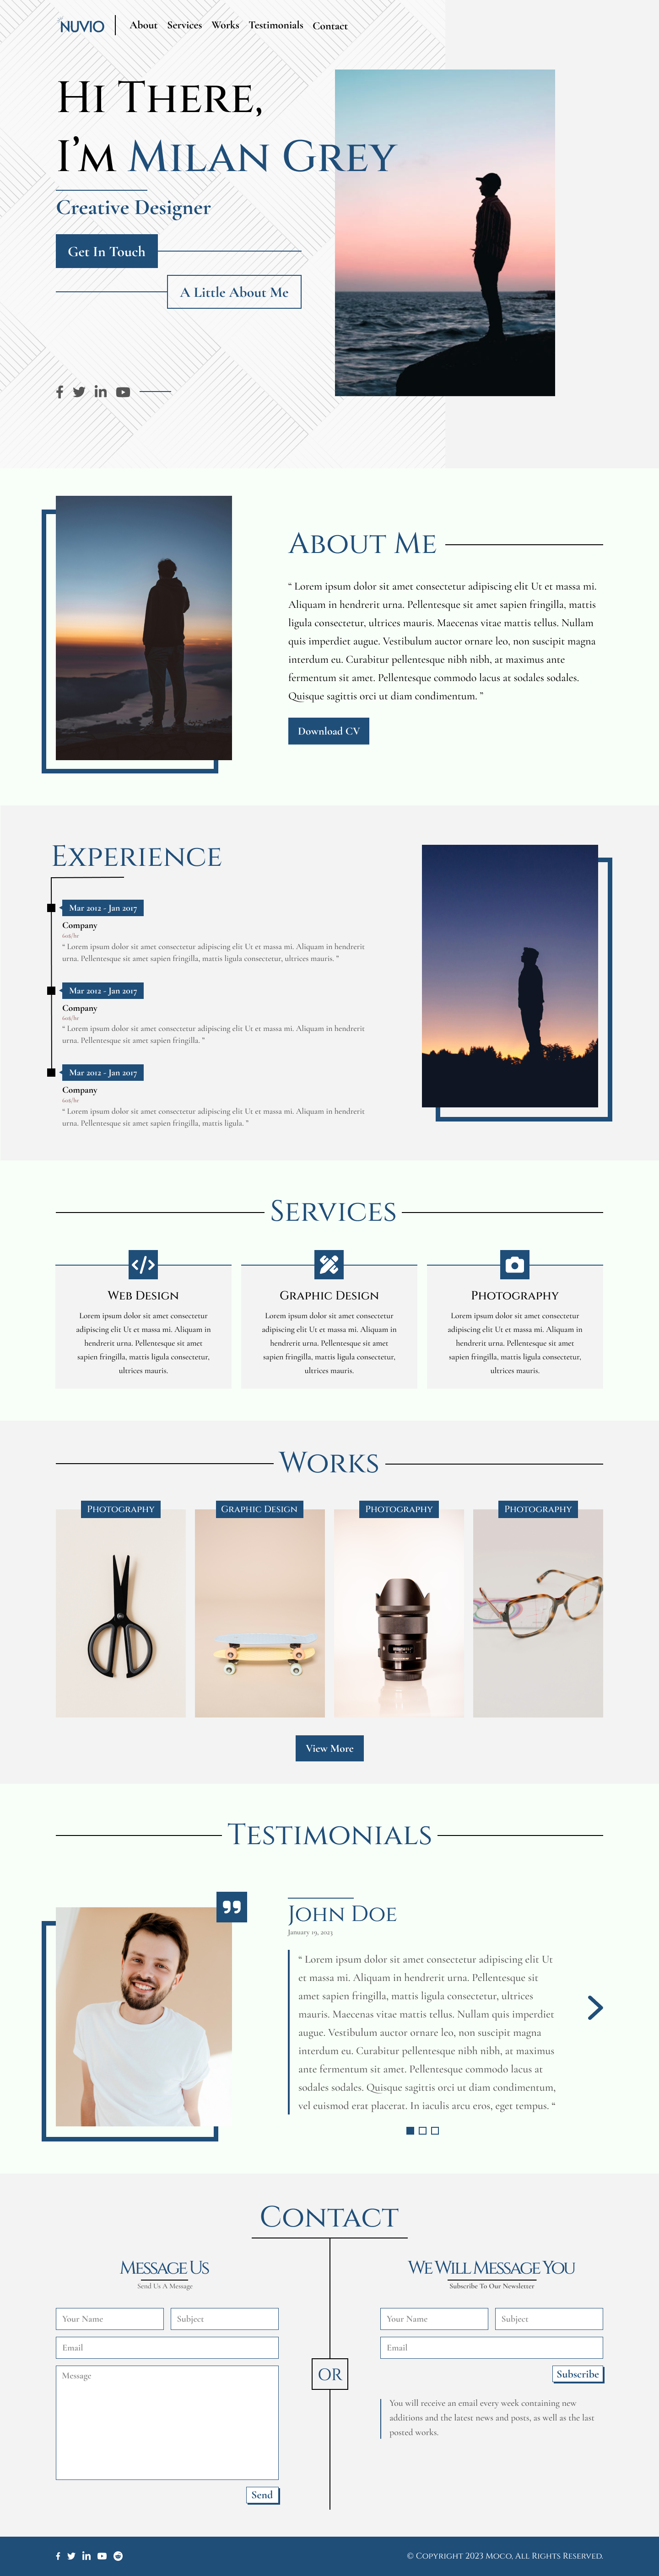 NUVIO
About Services Works Testimonials Contact
Hi There,
I'm Milan Grey
Creative Designer
Get In Touch
A Little About Me
About Me
“ Lorem ipsum dolor sit amet consectetur adipiscing elit Ut et massa mi.
Aliquam in hendrerit urna. Pellentesque sit amet sapien fringilla, mattis
ligula consectetur, ultrices mauris. Maecenas vitae mattis tellus. Nullam
quis imperdiet augue. Vestibulum auctor ornare leo, non suscipit magna
interdum eu. Curabitur pellentesque nibh nibh, at maximus ante
fermentum sit amet. Pellentesque commodo lacus at sodales sodales.
Quisque sagittis orci ut diam condimentum. ”
Download CV
Experience
Mar 2012 - Jan 2017
Company
“ Lorem ipsum dolor sit amet consectetur adipiscing elit Ut et massa mi. Aliquam in hendrerit
urna. Pellentesque sit amet sapien fringilla, mattis ligula consectetur, ultrices mauris. ”
Mar 2012 - Jan 2017
Company
“ Lorem ipsum dolor sit amet consectetur adipiscing elit Ut et massa mi. Aliquam in hendrerit
urna. Pellentesque sit amet sapien fringilla. ”
Mar 2012 - Jan 2017
Company
“ Lorem ipsum dolor sit amet consectetur adipiscing elit Ut et massa mi. Aliquam in hendrerit
urna. Pellentesque sit amet sapien fringilla, mattis ligula. ”
Services
Web Design
Lorem ipsum dolor sit amet consectetur
adipiscing elit Ut et massa mi. Aliquam in
hendrerit urna. Pellentesque sit amet
sapien fringilla, mattis ligula consectetur,
ultrices mauris.
Graphic Design
Lorem ipsum dolor sit amet consectetur
adipiscing elit Ut et massa mi. Aliquam in
hendrerit urna. Pellentesque sit amet
sapien fringilla, mattis ligula consectetur,
ultrices mauris.
Photography
Lorem ipsum dolor sit amet consectetur
adipiscing elit Ut et massa mi. Aliquam in
hendrerit urna. Pellentesque sit amet
sapien fringilla, mattis ligula consectetur,
ultrices mauris.
Works
Photography
Graphic Design
Photography
Photography
View More
Testimonials
John Doe
January 19, 2023
“ Lorem ipsum dolor sit amet consectetur adipiscing elit Ut
et massa mi. Aliquam in hendrerit urna. Pellentesque sit
amet sapien fringilla, mattis ligula consectetur, ultrices
mauris. Maecenas vitae mattis tellus. Nullam quis imperdiet
augue. Vestibulum auctor ornare leo, non suscipit magna
interdum eu. Curabitur pellentesque nibh nibh, at maximus
ante fermentum sit amet. Pellentesque commodo lacus at
sodales sodales. Quisque sagittis orci ut diam condimentum,
vel euismod erat placerat. In iaculis arcu eros, eget tempus. “
Contact
Message Us
Send Us A Message
Your Name
Subject
Email
Message
Send
OR
We Will Message You
Subscribe To Our Newsletter
Your Name
Subject
Email
Subscribe
You will receive an email every week containing new
additions and the latest news and posts, as well as the last
posted works.
© Copyright 2023 Moco, All Rights Reserved.